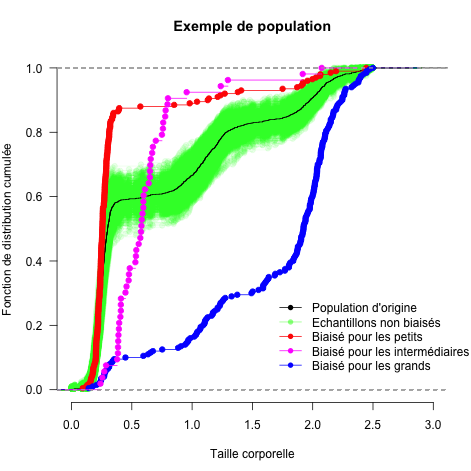 Exemple de population
Fonction de distribution cumulée
1.0
0.8
0.6
0.4
0.2
0.0
Population d'origine
Echantillons non biaisés
Biaisé pour les petits
Biaisé pour les intermédiaires
Biaisé pour les grands
0.0 0.5 1.0 1.5 2.0 2.5 3.0
Taille corporelle